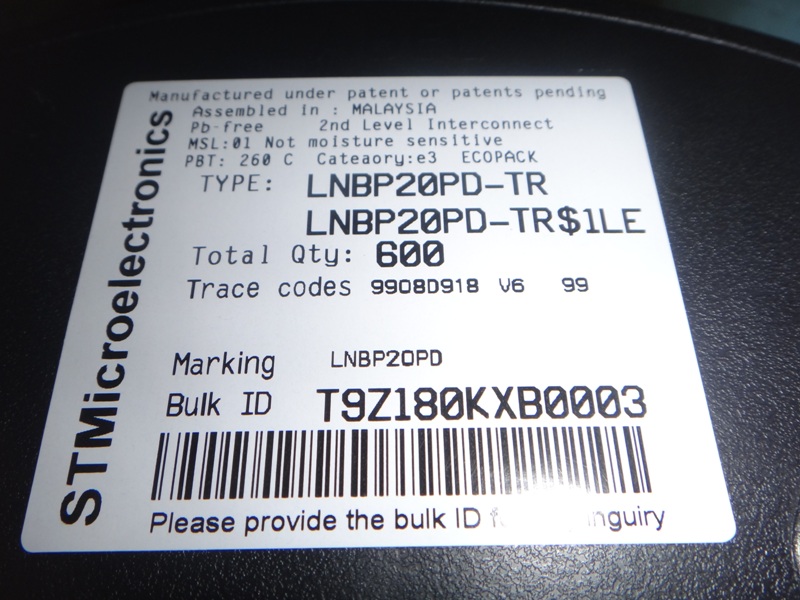 Manufactured under patent or patents pending
Assembled in : MALAYSIA
Pb-free 2nd Level Interconnect
MSL:01 Not moisture sensitive
PBT: 260 C Category:e3 ECOPACK
TYPE: LNBP20PD-TR
LNBP20PD-TR$1LE
Total Qty: 600
Trace codes 9908D918 V6 99
Marking LNBP20PD
Bulk ID T9Z180KXB0003
Please provide the bulk ID inquiry
STMicroelectronics